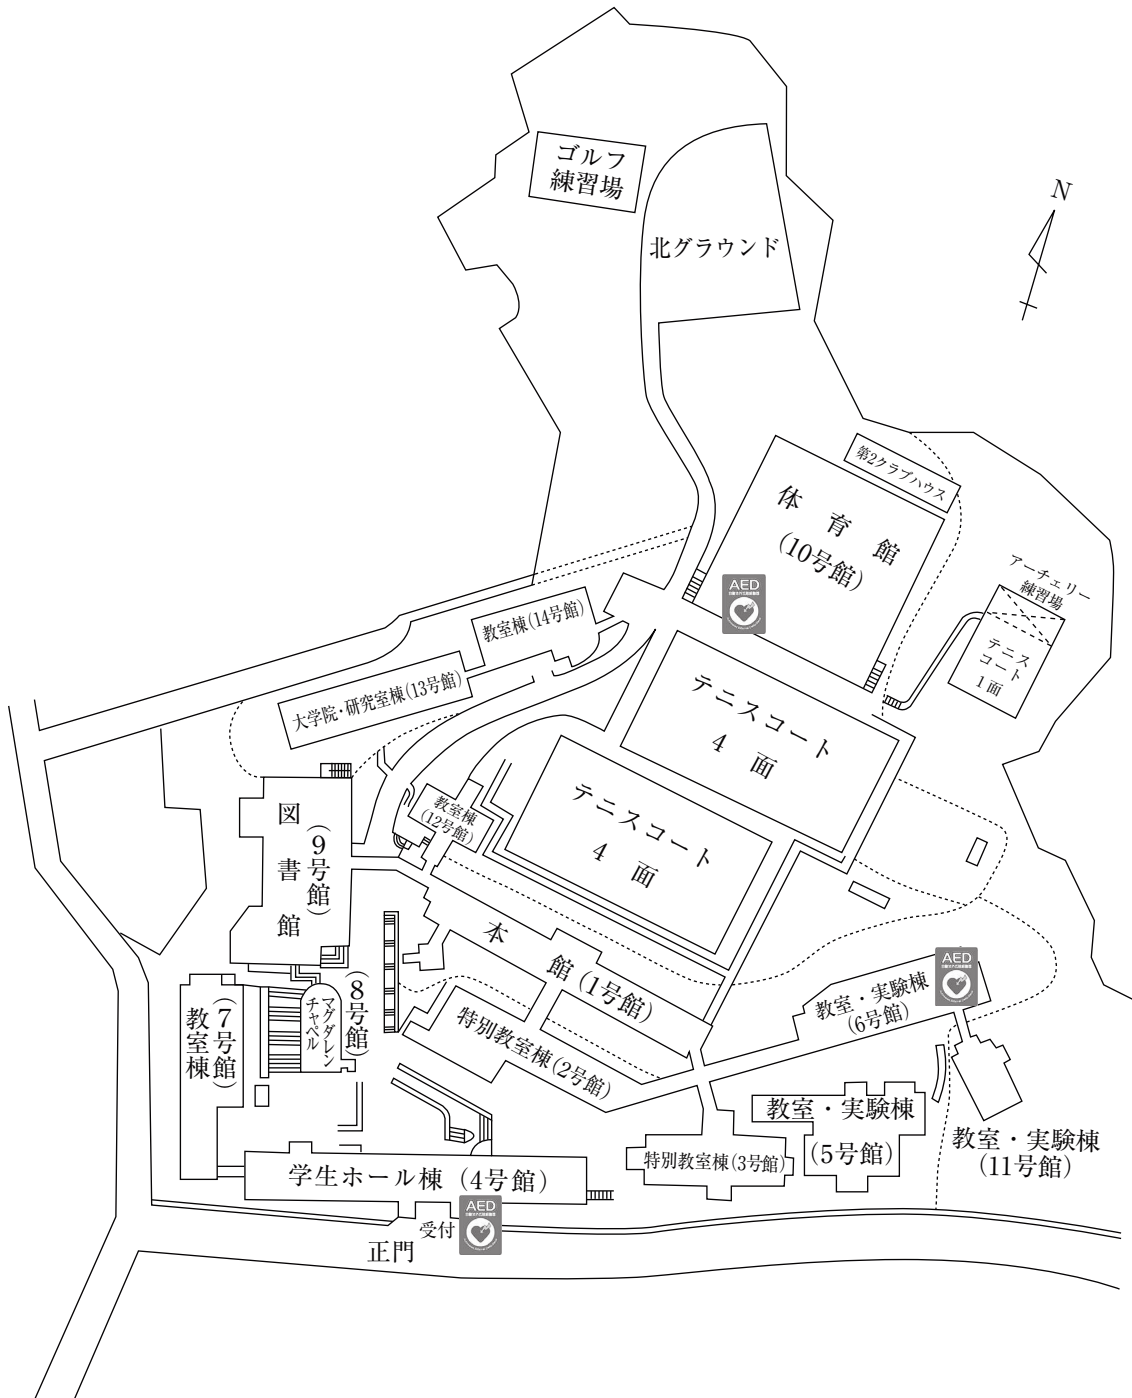 ゴルフ
練習場
N
北グラウンド
第2クラブハウス
体育館
(10号館)
アーチェリー
練習場
テニス
コート
1面
AED
教室棟(14号館)
大学院・研究室棟(13号館)
テニスコート
4面
テニスコート
4面
教室棟
(12号館)
図書館
(9号館)
本館(1号館)
AED
教室・実験棟
(6号館)
(8号館)
マグダレン
チャペル
(7号館)
教室棟
特別教室棟(2号館)
教室・実験棟
(5号館)
教室・実験棟
(11号館)
特別教室棟(3号館)
学生ホール棟(4号館)
AED
受付
正門